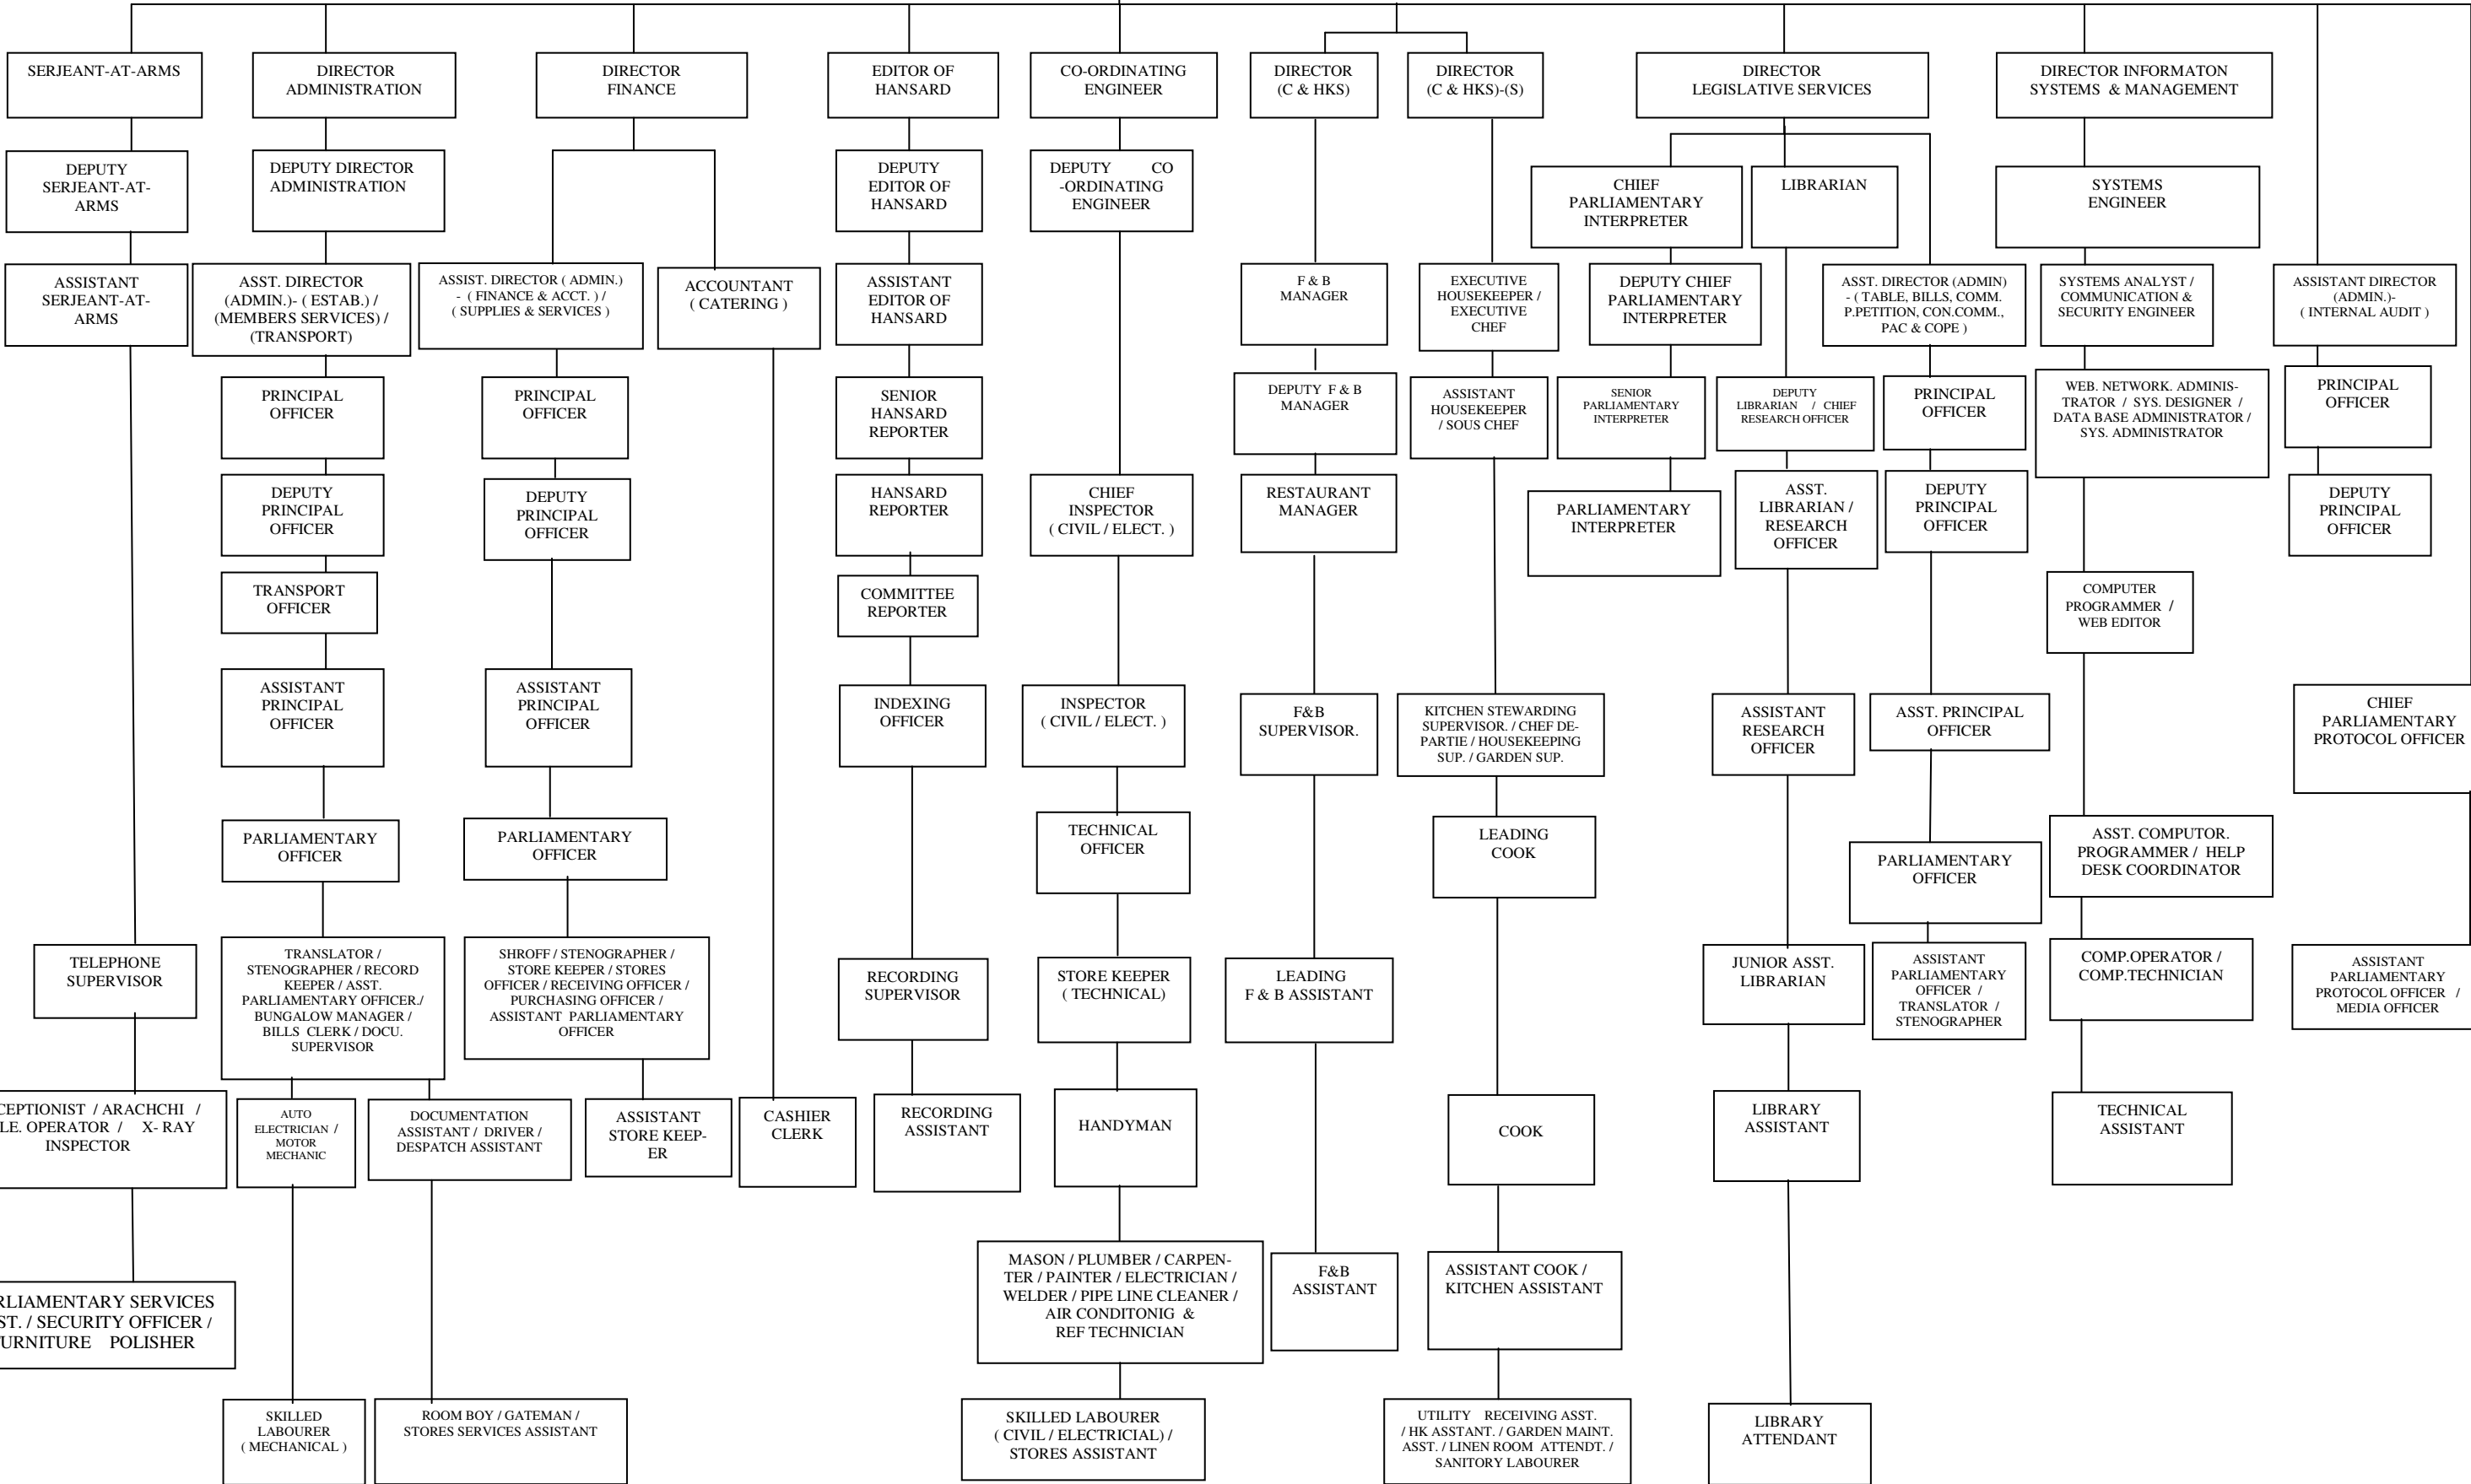 SERJEANT-AT-ARMS
DIRECTOR
ADMINISTRATION
DIRECTOR
FINANCE
EDITOR OF
HANSARD
CO-ORDINATING
ENGINEER
DIRECTOR
(C & HKS)
DIRECTOR
(C & HKS)-(S)
DIRECTOR
LEGISLATIVE SERVICES
DIRECTOR INFORMATON
SYSTEMS & MANAGEMENT
DEPUTY
SERJEANT-AT-
ARMS
DEPUTY DIRECTOR
ADMINISTRATION
DEPUTY
EDITOR OF
HANSARD
DEPUTY CO
-ORDINATING
ENGINEER
CHIEF
PARLIAMENTARY
INTERPRETER
LIBRARIAN
SYSTEMS
ENGINEER
ASSISTANT
SERJEANT-AT-
ARMS
ASST. DIRECTOR
(ADMIN.)- ( ESTAB.) /
(MEMBERS SERVICES) /
(TRANSPORT)
ASSIST. DIRECTOR ( ADMIN.)
- ( FINANCE & ACCT. ) /
( SUPPLIES & SERVICES )
ACCOUNTANT
( CATERING )
ASSISTANT
EDITOR OF
HANSARD
F & B
MANAGER
EXECUTIVE
HOUSEKEEPER /
EXECUTIVE
CHEF
DEPUTY CHIEF
PARLIAMENTARY
INTERPRETER
ASST. DIRECTOR (ADMIN)
- ( TABLE, BILLS, COMM.
P.PETITION, CON.COMM.,
PAC & COPE )
SYSTEMS ANALYST /
COMMUNICATION &
SECURITY ENGINEER
ASSISTANT DIRECTOR
(ADMIN.)-
( INTERNAL AUDIT )
PRINCIPAL
OFFICER
PRINCIPAL
OFFICER
SENIOR
HANSARD
REPORTER
DEPUTY F & B
MANAGER
ASSISTANT
HOUSEKEEPER
/ SOUS CHEF
SENIOR
PARLIAMENTARY
INTERPRETER
DEPUTY
LIBRARIAN / CHIEF
RESEARCH OFFICER
PRINCIPAL
OFFICER
WEB. NETWORK. ADMINIS-
TRATOR / SYS. DESIGNER /
DATA BASE ADMINISTRATOR /
SYS. ADMINISTRATOR
PRINCIPAL
OFFICER
DEPUTY
PRINCIPAL
OFFICER
DEPUTY
PRINCIPAL
OFFICER
HANSARD
REPORTER
CHIEF
INSPECTOR
( CIVIL / ELECT. )
RESTAURANT
MANAGER
PARLIAMENTARY
INTERPRETER
ASST.
LIBRARIAN /
RESEARCH
OFFICER
DEPUTY
PRINCIPAL
OFFICER
DEPUTY
PRINCIPAL
OFFICER
TRANSPORT
OFFICER
COMMITTEE
REPORTER
COMPUTER
PROGRAMMER /
WEB EDITOR
ASSISTANT
PRINCIPAL
OFFICER
ASSISTANT
PRINCIPAL
OFFICER
INDEXING
OFFICER
INSPECTOR
( CIVIL / ELECT. )
F&B
SUPERVISOR.
KITCHEN STEWARDING
SUPERVISOR. / CHEF DE-
PARTIE / HOUSEKEEPING
SUP. / GARDEN SUP.
ASSISTANT
RESEARCH
OFFICER
ASST. PRINCIPAL
OFFICER
CHIEF
PARLIAMENTARY
PROTOCOL OFFICER
PARLIAMENTARY
OFFICER
PARLIAMENTARY
OFFICER
TECHNICAL
OFFICER
LEADING
COOK
PARLIAMENTARY
OFFICER
ASST. COMPUTOR.
PROGRAMMER / HELP
DESK COORDINATOR
TELEPHONE
SUPERVISOR
TRANSLATOR /
STENOGRAPHER / RECORD
KEEPER / ASST.
PARLIAMENTARY OFFICER./
BUNGALOW MANAGER /
BILLS CLERK / DOCU.
SUPERVISOR
SHROFF / STENOGRAPHER /
STORE KEEPER / STORES
OFFICER / RECEIVING OFFICER /
PURCHASING OFFICER /
ASSISTANT PARLIAMENTARY
OFFICER
RECORDING
SUPERVISOR
STORE KEEPER
( TECHNICAL)
LEADING
F & B ASSISTANT
JUNIOR ASST.
LIBRARIAN
ASSISTANT
PARLIAMENTARY
OFFICER /
TRANSLATOR /
STENOGRAPHER
COMP.OPERATOR /
COMP.TECHNICIAN
ASSISTANT
PARLIAMENTARY
PROTOCOL OFFICER /
MEDIA OFFICER
CEPTIONIST / ARACHCHI /
LE. OPERATOR / X- RAY
INSPECTOR
AUTO
ELECTRICIAN /
MOTOR
MECHANIC
DOCUMENTATION
ASSISTANT / DRIVER /
DESPATCH ASSISTANT
ASSISTANT
STORE KEEP-
ER
CASHIER
CLERK
RECORDING
ASSISTANT
HANDYMAN
COOK
LIBRARY
ASSISTANT
TECHNICAL
ASSISTANT
RLIAMENTARY SERVICES
ST. / SECURITY OFFICER /
URNITURE POLISHER
MASON / PLUMBER / CARPEN-
TER / PAINTER / ELECTRICIAN /
WELDER / PIPE LINE CLEANER /
AIR CONDITONIG &
REF TECHNICIAN
F&B
ASSISTANT
ASSISTANT COOK /
KITCHEN ASSISTANT
SKILLED
LABOURER
( MECHANICAL )
ROOM BOY / GATEMAN /
STORES SERVICES ASSISTANT
SKILLED LABOURER
( CIVIL / ELECTRICIAL) /
STORES ASSISTANT
UTILITY RECEIVING ASST.
/ HK ASSTANT. / GARDEN MAINT.
ASST. / LINEN ROOM ATTENDT. /
SANITORY LABOURER
LIBRARY
ATTENDANT